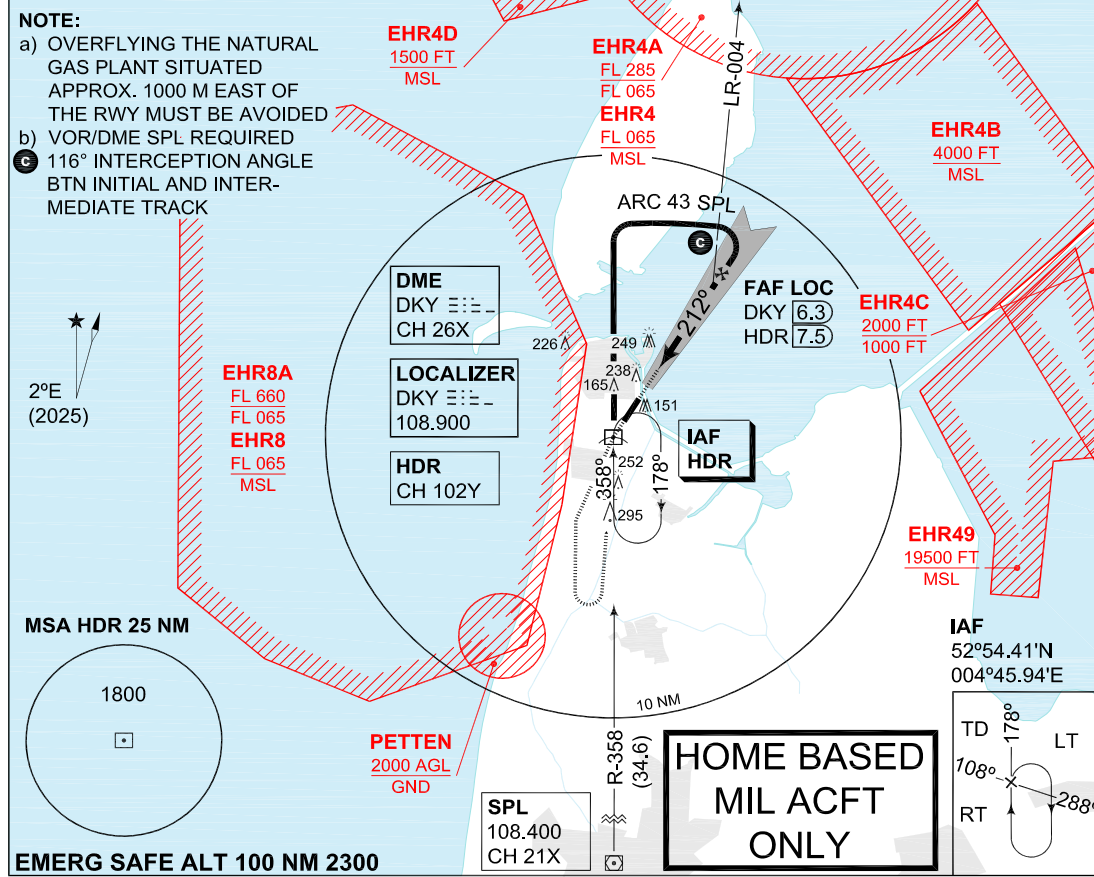 NOTE:
a) OVERFLYING THE NATURAL
GAS PLANT SITUATED
APPROX. 1000 M EAST OF
THE RWY MUST BE AVOIDED
b) VOR/DME SPL REQUIRED
C 116° INTERCEPTION ANGLE
BTN INITIAL AND INTER-
MEDIATE TRACK
EHR4D
1500 FT
MSL
EHR4A
FL 285
FL 065
EHR4
FL 065
MSL
LR-004
EHR4B
4000 FT
MSL
ARC 43 SPL
C
212°
FAF LOC
DKY 6.3
HDR 7.5
EHR4C
2000 FT
1000 FT
DME
DKY
CH 26X
LOCALIZER
DKY
108.900
HDR
CH 102Y
226
249
238
165
151
252
295
358°
178°
IAF
HDR
2°E
(2025)
EHR8A
FL 660
FL 065
EHR8
FL 065
MSL
EHR49
19500 FT
MSL
MSA HDR 25 NM
1800
EMERG SAFE ALT 100 NM 2300
PETTEN
2000 AGL
GND
10 NM
R-358
(34.6)
SPL
108.400
CH 21X
HOME BASED
MIL ACFT
ONLY
IAF
52°54.41'N
004°45.94'E
TD
178°
LT
108°
288°
RT